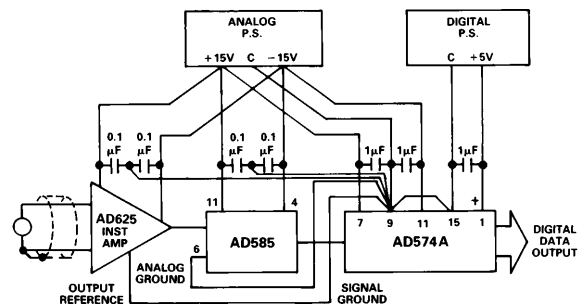 ANALOG
P.S.
+15V C -15V
DIGITAL
P.S.
C +5V
0.1
µF
0.1
µF
0.1
µF
0.1
µF
1µF
1µF
1µF
AD625
INST
AMP
11
4
6
AD585
7
9
11
15
+
1
AD574A
DIGITAL
DATA
OUTPUT
ANALOG
GROUND
OUTPUT
REFERENCE
SIGNAL
GROUND